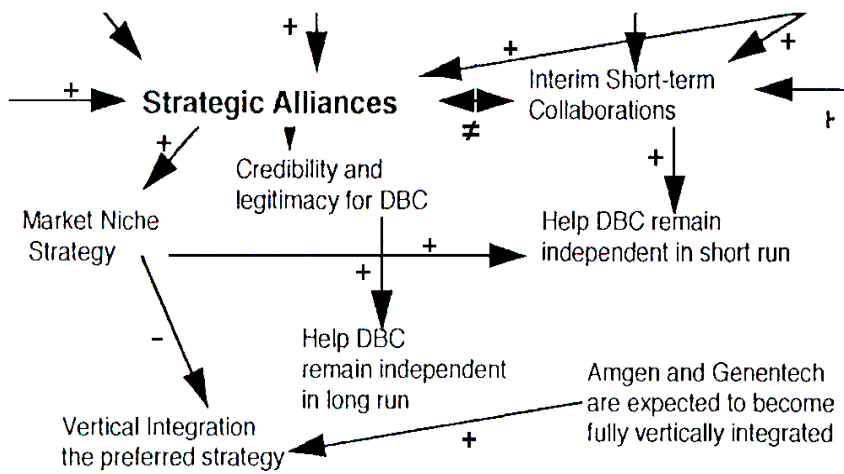 +
+
+
Interim Short-term
Collaborations
+
Strategic Alliances
≠
+
Credibility and
legitimacy for DBC
+
Market Niche
Strategy
Help DBC remain
independent in short run
+
+
–
Help DBC
remain independent
in long run
Amgen and Genentech
are expected to become
fully vertically integrated
Vertical Integration
the preferred strategy
+